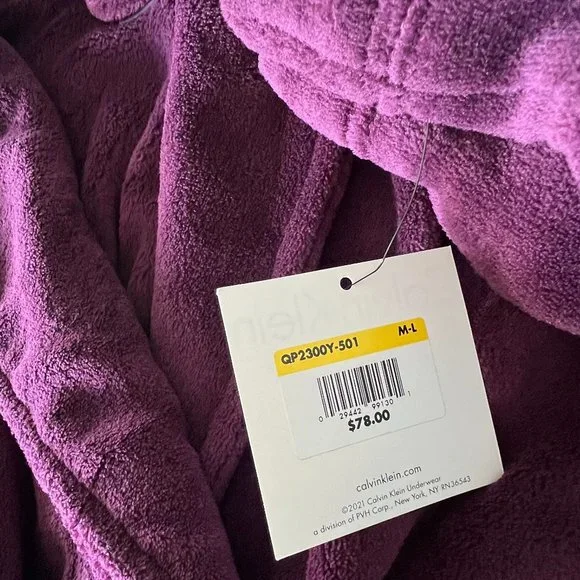 QP2300Y-501 M-L
0 29442 99130 1
$78.00
calvinklein.com
©2021 Calvin Klein Underwear
a division of PVH Corp., New York, NY RN36543